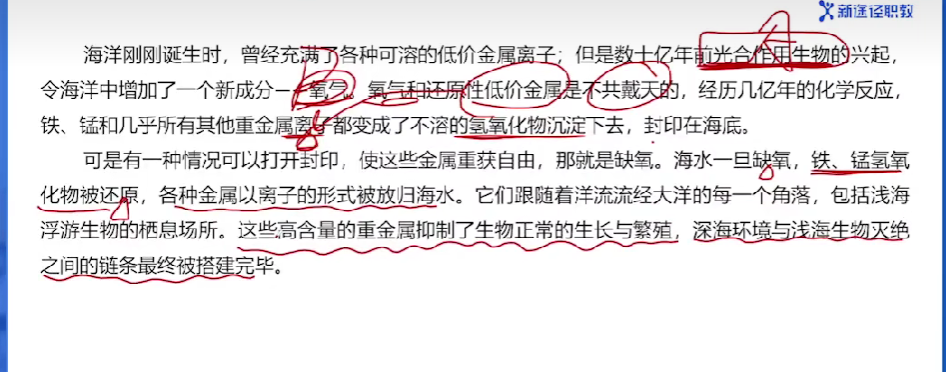 新途径职教
海洋刚刚诞生时，曾经充满了各种可溶的低价金属离子；但是数十亿年前光合作用生物的兴起，
令海洋中增加了一个新成分——氧气。氧气和还原性低价金属是不共戴天的，经历几亿年的化学反应，
铁、锰和几乎所有其他重金属离子都变成了不溶的氢氧化物沉淀下去，封印在海底。
可是有一种情况可以打开封印，使这些金属重获自由，那就是缺氧。海水一旦缺氧，铁、锰氢氧
化物被还原，各种金属以离子的形式被放归海水。它们跟随着洋流流经大洋的每一个角落，包括浅海
浮游生物的栖息场所。这些高含量的重金属抑制了生物正常的生长与繁殖，深海环境与浅海生物灭绝
之间的链条最终被搭建完毕。